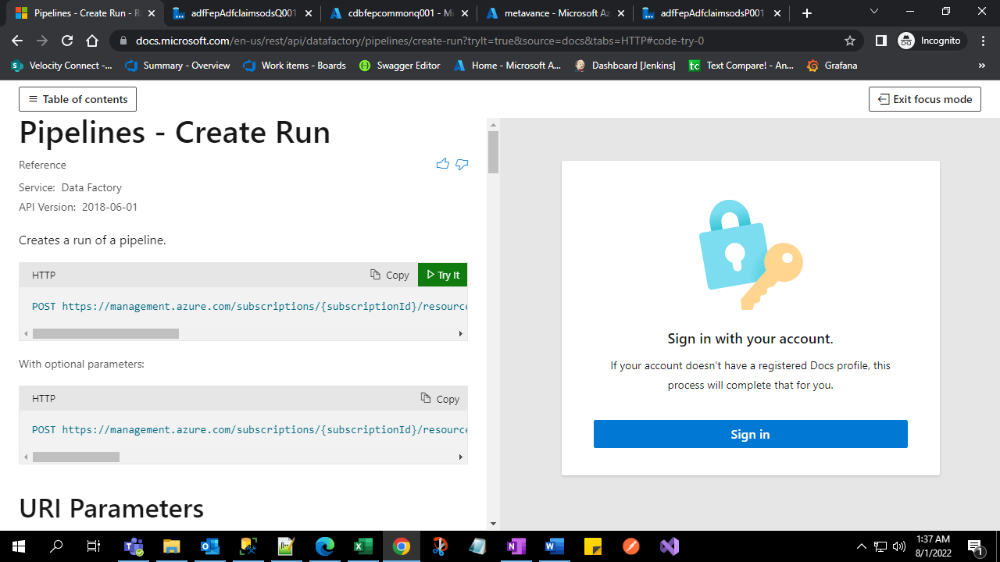 Pipelines - Create Run - R
adfFepAdfclaimsodsQ001
cdbfepcommonq001 - Mi
metavance - Microsoft Az
adfFepAdfclaimsodsP001
docs.microsoft.com/en-us/rest/api/datafactory/pipelines/create-run?tryIt=true&source=docs&tabs=HTTP#code-try-0
Incognito
Velocity Connect -...
Summary - Overview
Work items - Boards
Swagger Editor
Home - Microsoft A...
Dashboard [Jenkins]
tc
Text Compare! - An...
Grafana
»
Table of contents
Exit focus mode
Pipelines - Create Run
Reference
Service: Data Factory
API Version: 2018-06-01
Creates a run of a pipeline.
HTTP
Copy
Try It
POST https://management.azure.com/subscriptions/{subscriptionId}/resource
With optional parameters:
HTTP
Copy
POST https://management.azure.com/subscriptions/{subscriptionId}/resource
URI Parameters
Sign in with your account.
If your account doesn't have a registered Docs profile, this
process will complete that for you.
Sign in
1:37 AM
8/1/2022
1